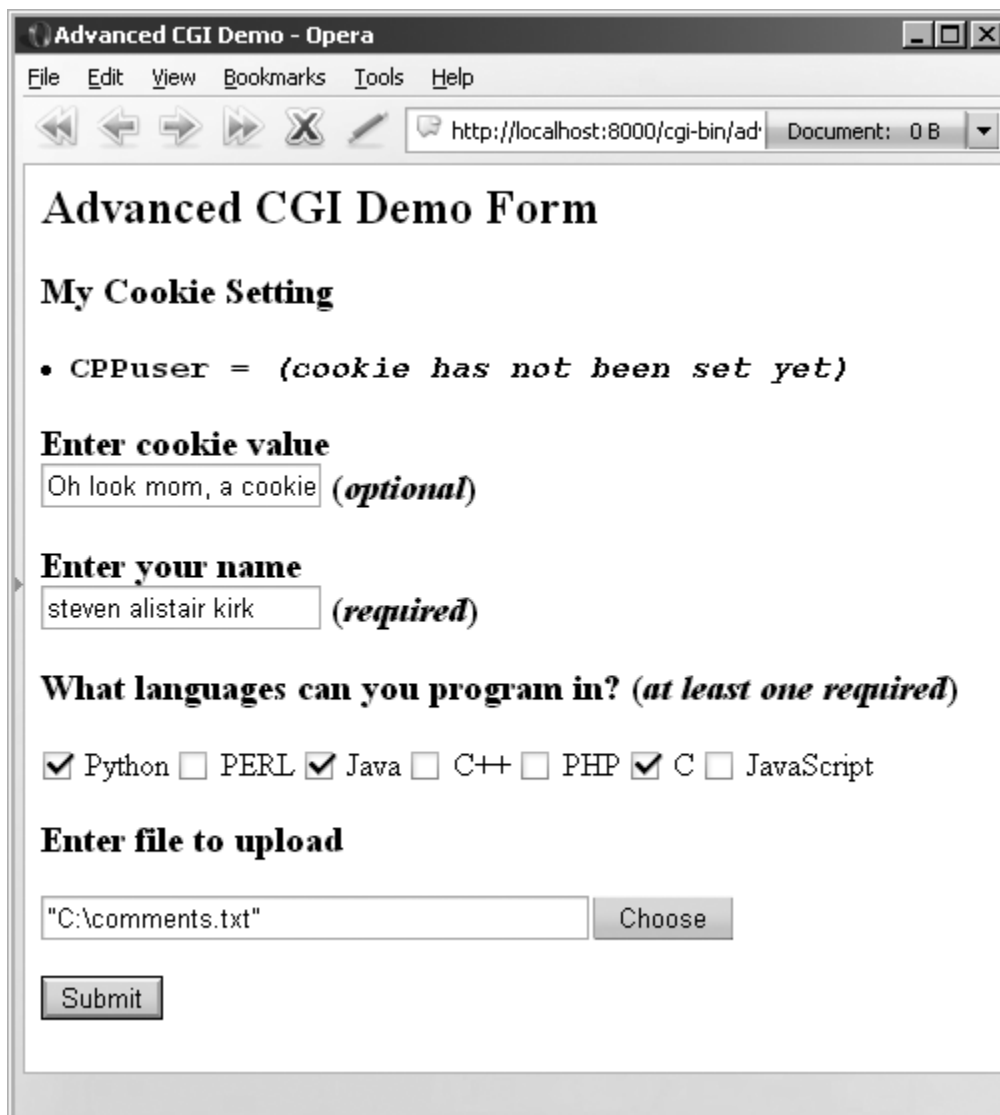 Advanced CGI Demo - Opera
File Edit View Bookmarks Tools Help
http://localhost:8000/cgi-bin/ad Document: 0 B
Advanced CGI Demo Form
My Cookie Setting
• CPPuser = (cookie has not been set yet)
Enter cookie value
Oh look mom, a cookie (optional)
Enter your name
steven alistair kirk (required)
What languages can you program in? (at least one required)
Python PERL Java C++ PHP C JavaScript
Enter file to upload
"C:\comments.txt" Choose
Submit